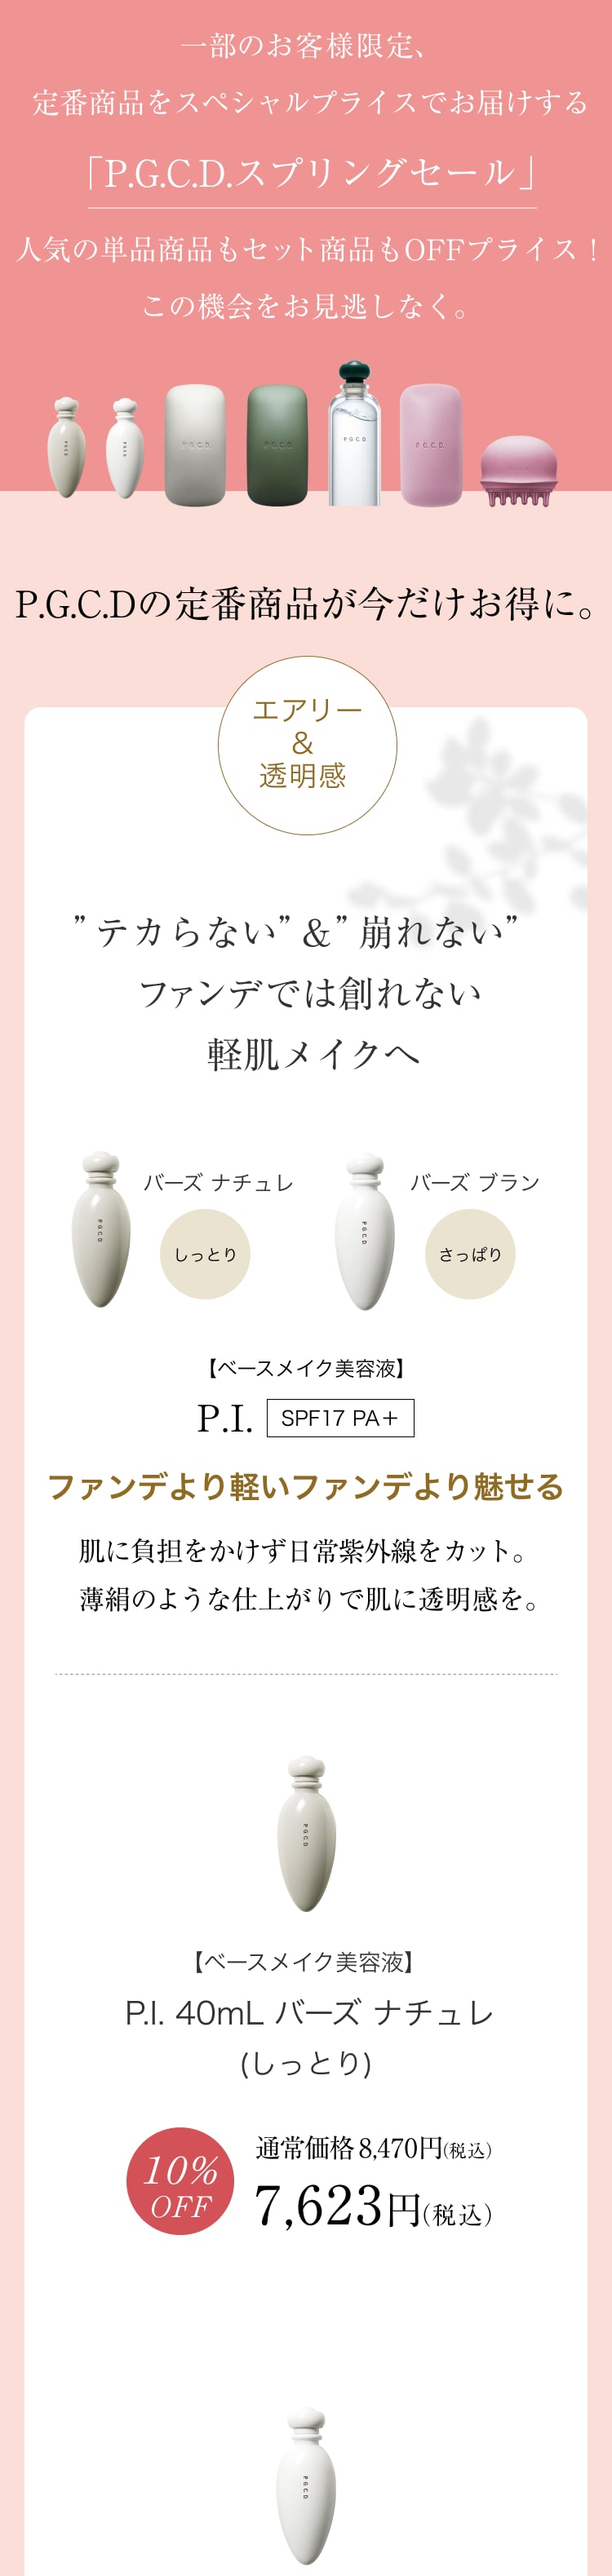 一部のお客様限定、
定番商品をスペシャルプライスでお届けする
「P.G.C.D.スプリングセール」
人気の単品商品もセット商品もOFFプライス！
この機会をお見逃しなく。
P.G.C.D.
P.G.C.D.
P.G.C.D.
P.G.C.D.
P.G.C.D.
P.G.C.D.
P.G.C.Dの定番商品が今だけお得に。
エアリー
&
透明感
”テカらない”&”崩れない”
ファンデでは創れない
軽肌メイクへ
P.G.C.D.
バーズ ナチュレ
しっとり
P.G.C.D.
バーズ ブラン
さっぱり
【ベースメイク美容液】
P.I. SPF17 PA＋
ファンデより軽いファンデより魅せる
肌に負担をかけず日常紫外線をカット。
薄絹のような仕上がりで肌に透明感を。
P.G.C.D.
【ベースメイク美容液】
P.I. 40mL バーズ ナチュレ
(しっとり)
10%
OFF
通常価格 8,470円(税込)
7,623円(税込)
P.G.C.D.